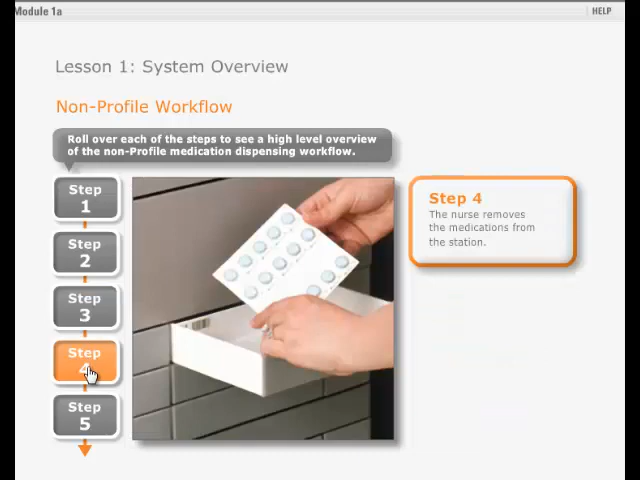 Module 1a
HELP
Lesson 1: System Overview
Non-Profile Workflow
Roll over each of the steps to see a high level overview
of the non-Profile medication dispensing workflow.
Step
1
Step
2
Step
3
Step
4
Step
5
Step 4
The nurse removes
the medications from
the station.